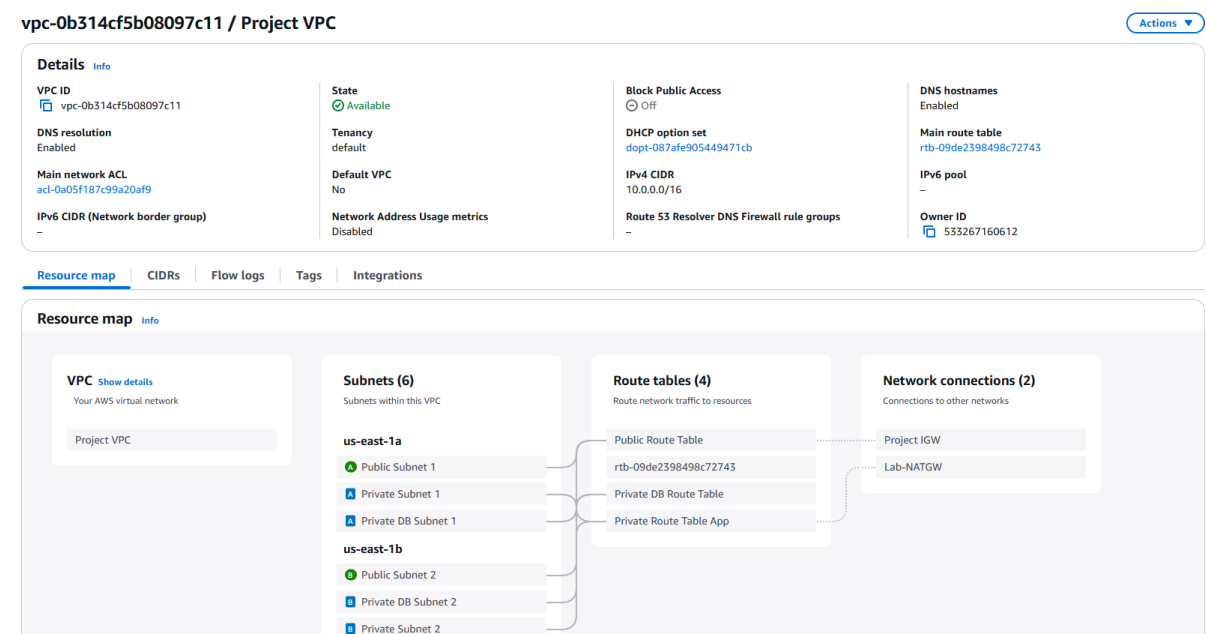 vpc-0b314cf5b08097c11 / Project VPC
Actions
Details Info
VPC ID
vpc-0b314cf5b08097c11
State
Available
Block Public Access
Off
DNS hostnames
Enabled
DNS resolution
Enabled
Tenancy
default
DHCP option set
dopt-087afe905449471cb
Main route table
rtb-09de2398498c72743
Main network ACL
acl-0a05f187c99a20af9
Default VPC
No
IPv4 CIDR
10.0.0.0/16
IPv6 pool
–
IPv6 CIDR (Network border group)
–
Network Address Usage metrics
Disabled
Route 53 Resolver DNS Firewall rule groups
–
Owner ID
533267160612
Resource map
CIDRs
Flow logs
Tags
Integrations
Resource map Info
VPC Show details
Your AWS virtual network
Project VPC
Subnets (6)
Subnets within this VPC
us-east-1a
A Public Subnet 1
A Private Subnet 1
A Private DB Subnet 1
us-east-1b
B Public Subnet 2
B Private DB Subnet 2
B Private Subnet 2
Route tables (4)
Route network traffic to resources
Public Route Table
rtb-09de2398498c72743
Private DB Route Table
Private Route Table App
Network connections (2)
Connections to other networks
Project IGW
Lab-NATGW